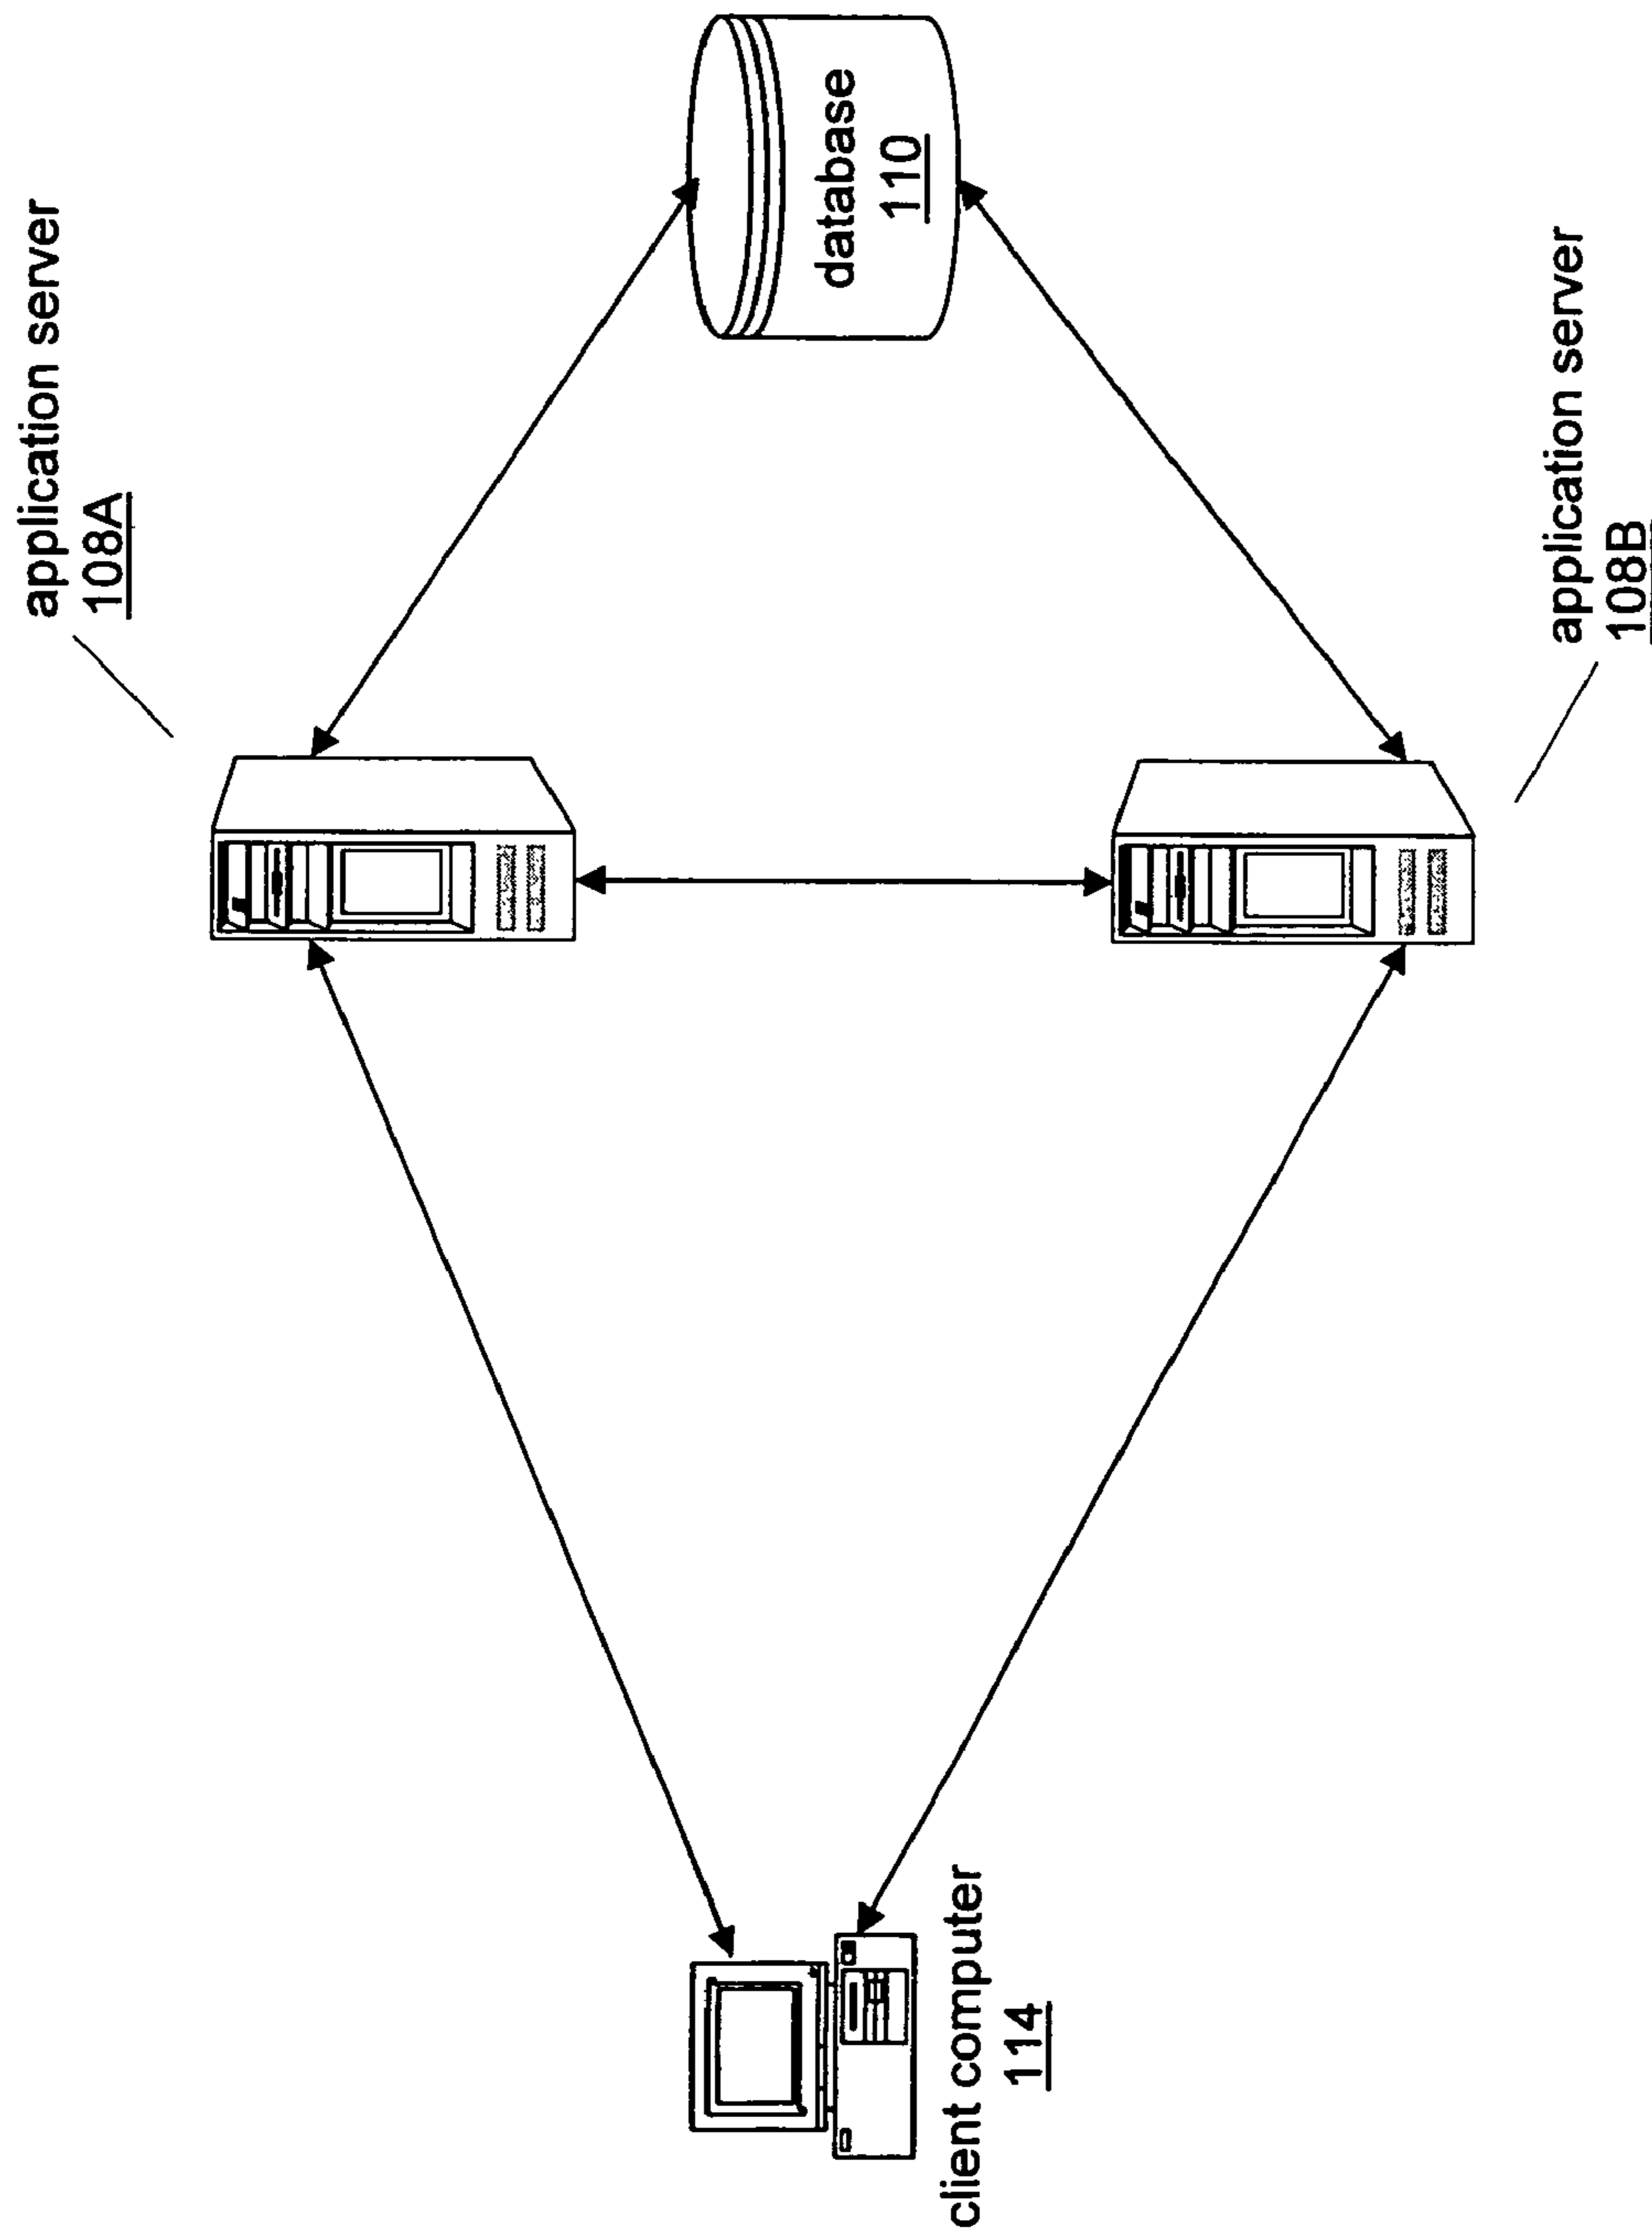 application server
108A
database
110
application server
108B
client computer
114